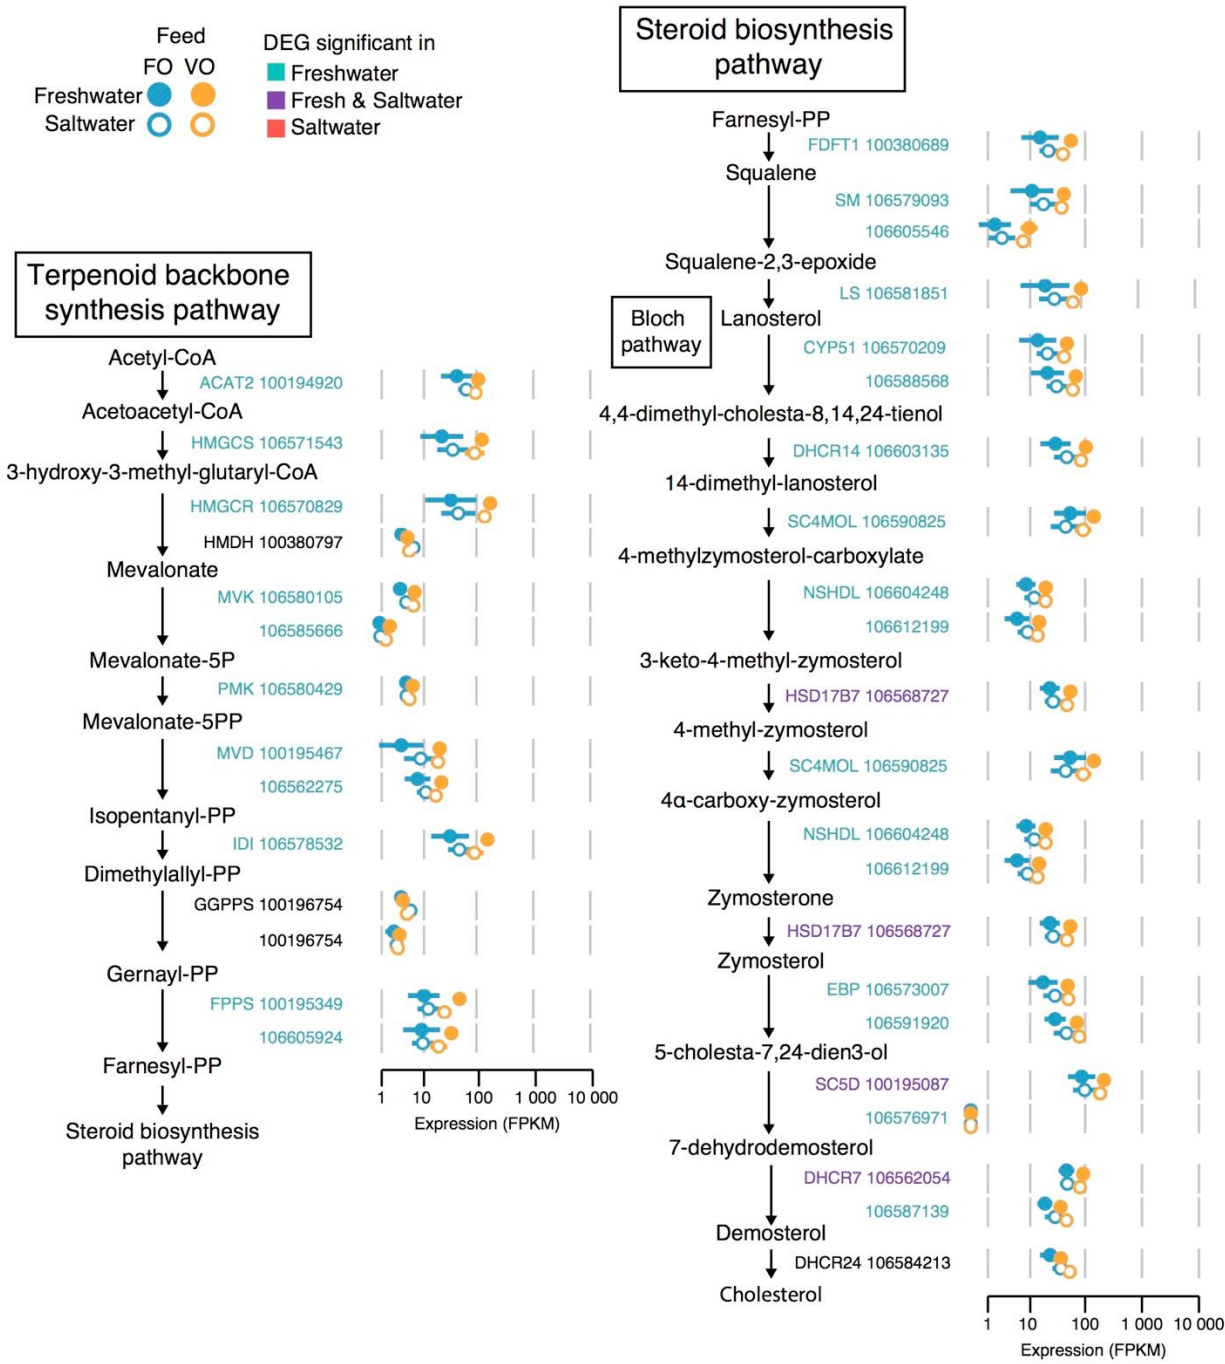 Feed
FO VO
Freshwater
Saltwater
DEG significant in
Freshwater
Fresh & Saltwater
Saltwater
Terpenoid backbone
synthesis pathway
Acetyl-CoA
ACAT2 100194920
Acetoacetyl-CoA
HMGCS 106571543
3-hydroxy-3-methyl-glutaryl-CoA
HMGCR 106570829
HMDH 100380797
Mevalonate
MVK 106580105
106585666
Mevalonate-5P
PMK 106580429
Mevalonate-5PP
MVD 100195467
106562275
Isopentanyl-PP
IDI 106578532
Dimethylallyl-PP
GGPPS 100196754
100196754
Gernayl-PP
FPPS 100195349
106605924
Farnesyl-PP
Steroid biosynthesis
pathway
1 10 100 1 000 10 000
Expression (FPKM)
Steroid biosynthesis
pathway
Farnesyl-PP
FDFT1 100380689
Squalene
SM 106579093
106605546
Squalene-2,3-epoxide
LS 106581851
Bloch
pathway
Lanosterol
CYP51 106570209
106588568
4,4-dimethyl-cholesta-8,14,24-tienol
DHCR14 106603135
14-dimethyl-lanosterol
SC4MOL 106590825
4-methylzymosterol-carboxylate
NSHDL 106604248
106612199
3-keto-4-methyl-zymosterol
HSD17B7 106568727
4-methyl-zymosterol
SC4MOL 106590825
4α-carboxy-zymosterol
NSHDL 106604248
106612199
Zymosterone
HSD17B7 106568727
Zymosterol
EBP 106573007
106591920
5-cholesta-7,24-dien3-ol
SC5D 100195087
106576971
7-dehydrodemosterol
DHCR7 106562054
106587139
Demosterol
DHCR24 106584213
Cholesterol
1 10 100 1 000 10 000
Expression (FPKM)